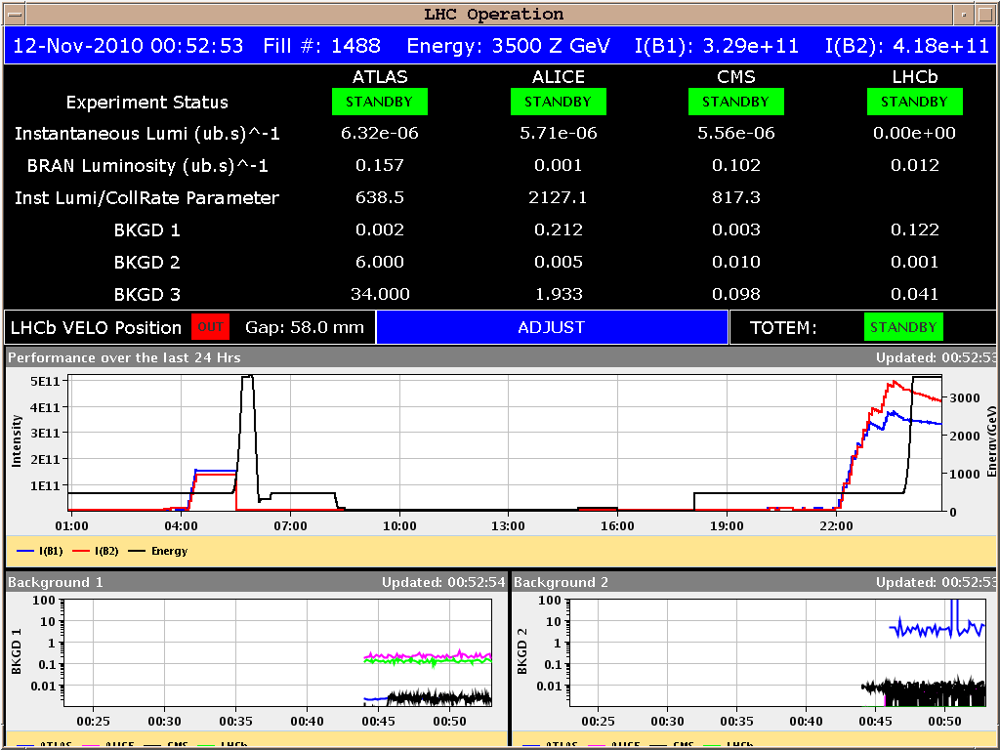 LHC Operation
12-Nov-2010 00:52:53 Fill #: 1488 Energy: 3500 Z GeV I(B1): 3.29e+11 I(B2): 4.18e+11
ATLAS ALICE CMS LHCb
Experiment Status STANDBY STANDBY STANDBY STANDBY
Instantaneous Lumi (ub.s)^-1 6.32e-06 5.71e-06 5.56e-06 0.00e+00
BRAN Luminosity (ub.s)^-1 0.157 0.001 0.102 0.012
Inst Lumi/CollRate Parameter 638.5 2127.1 817.3
BKGD 1 0.002 0.212 0.003 0.122
BKGD 2 6.000 0.005 0.010 0.001
BKGD 3 34.000 1.933 0.098 0.041
LHCb VELO Position OUT Gap: 58.0 mm ADJUST TOTEM: STANDBY
Performance over the last 24 Hrs Updated: 00:52:53
5E11
4E11
3E11
2E11
1E11
Intensity
3000
2000
1000
0
Energy(GeV)
01:00 04:00 07:00 10:00 13:00 16:00 19:00 22:00
I(B1) I(B2) Energy
Background 1 Updated: 00:52:54
100
10
1
0.1
0.01
BKGD 1
00:25 00:30 00:35 00:40 00:45 00:50
ATLAS ALICE CMS LHCb
Background 2 Updated: 00:52:53
100
10
1
0.1
0.01
BKGD 2
00:25 00:30 00:35 00:40 00:45 00:50
ATLAS ALICE CMS LHCb